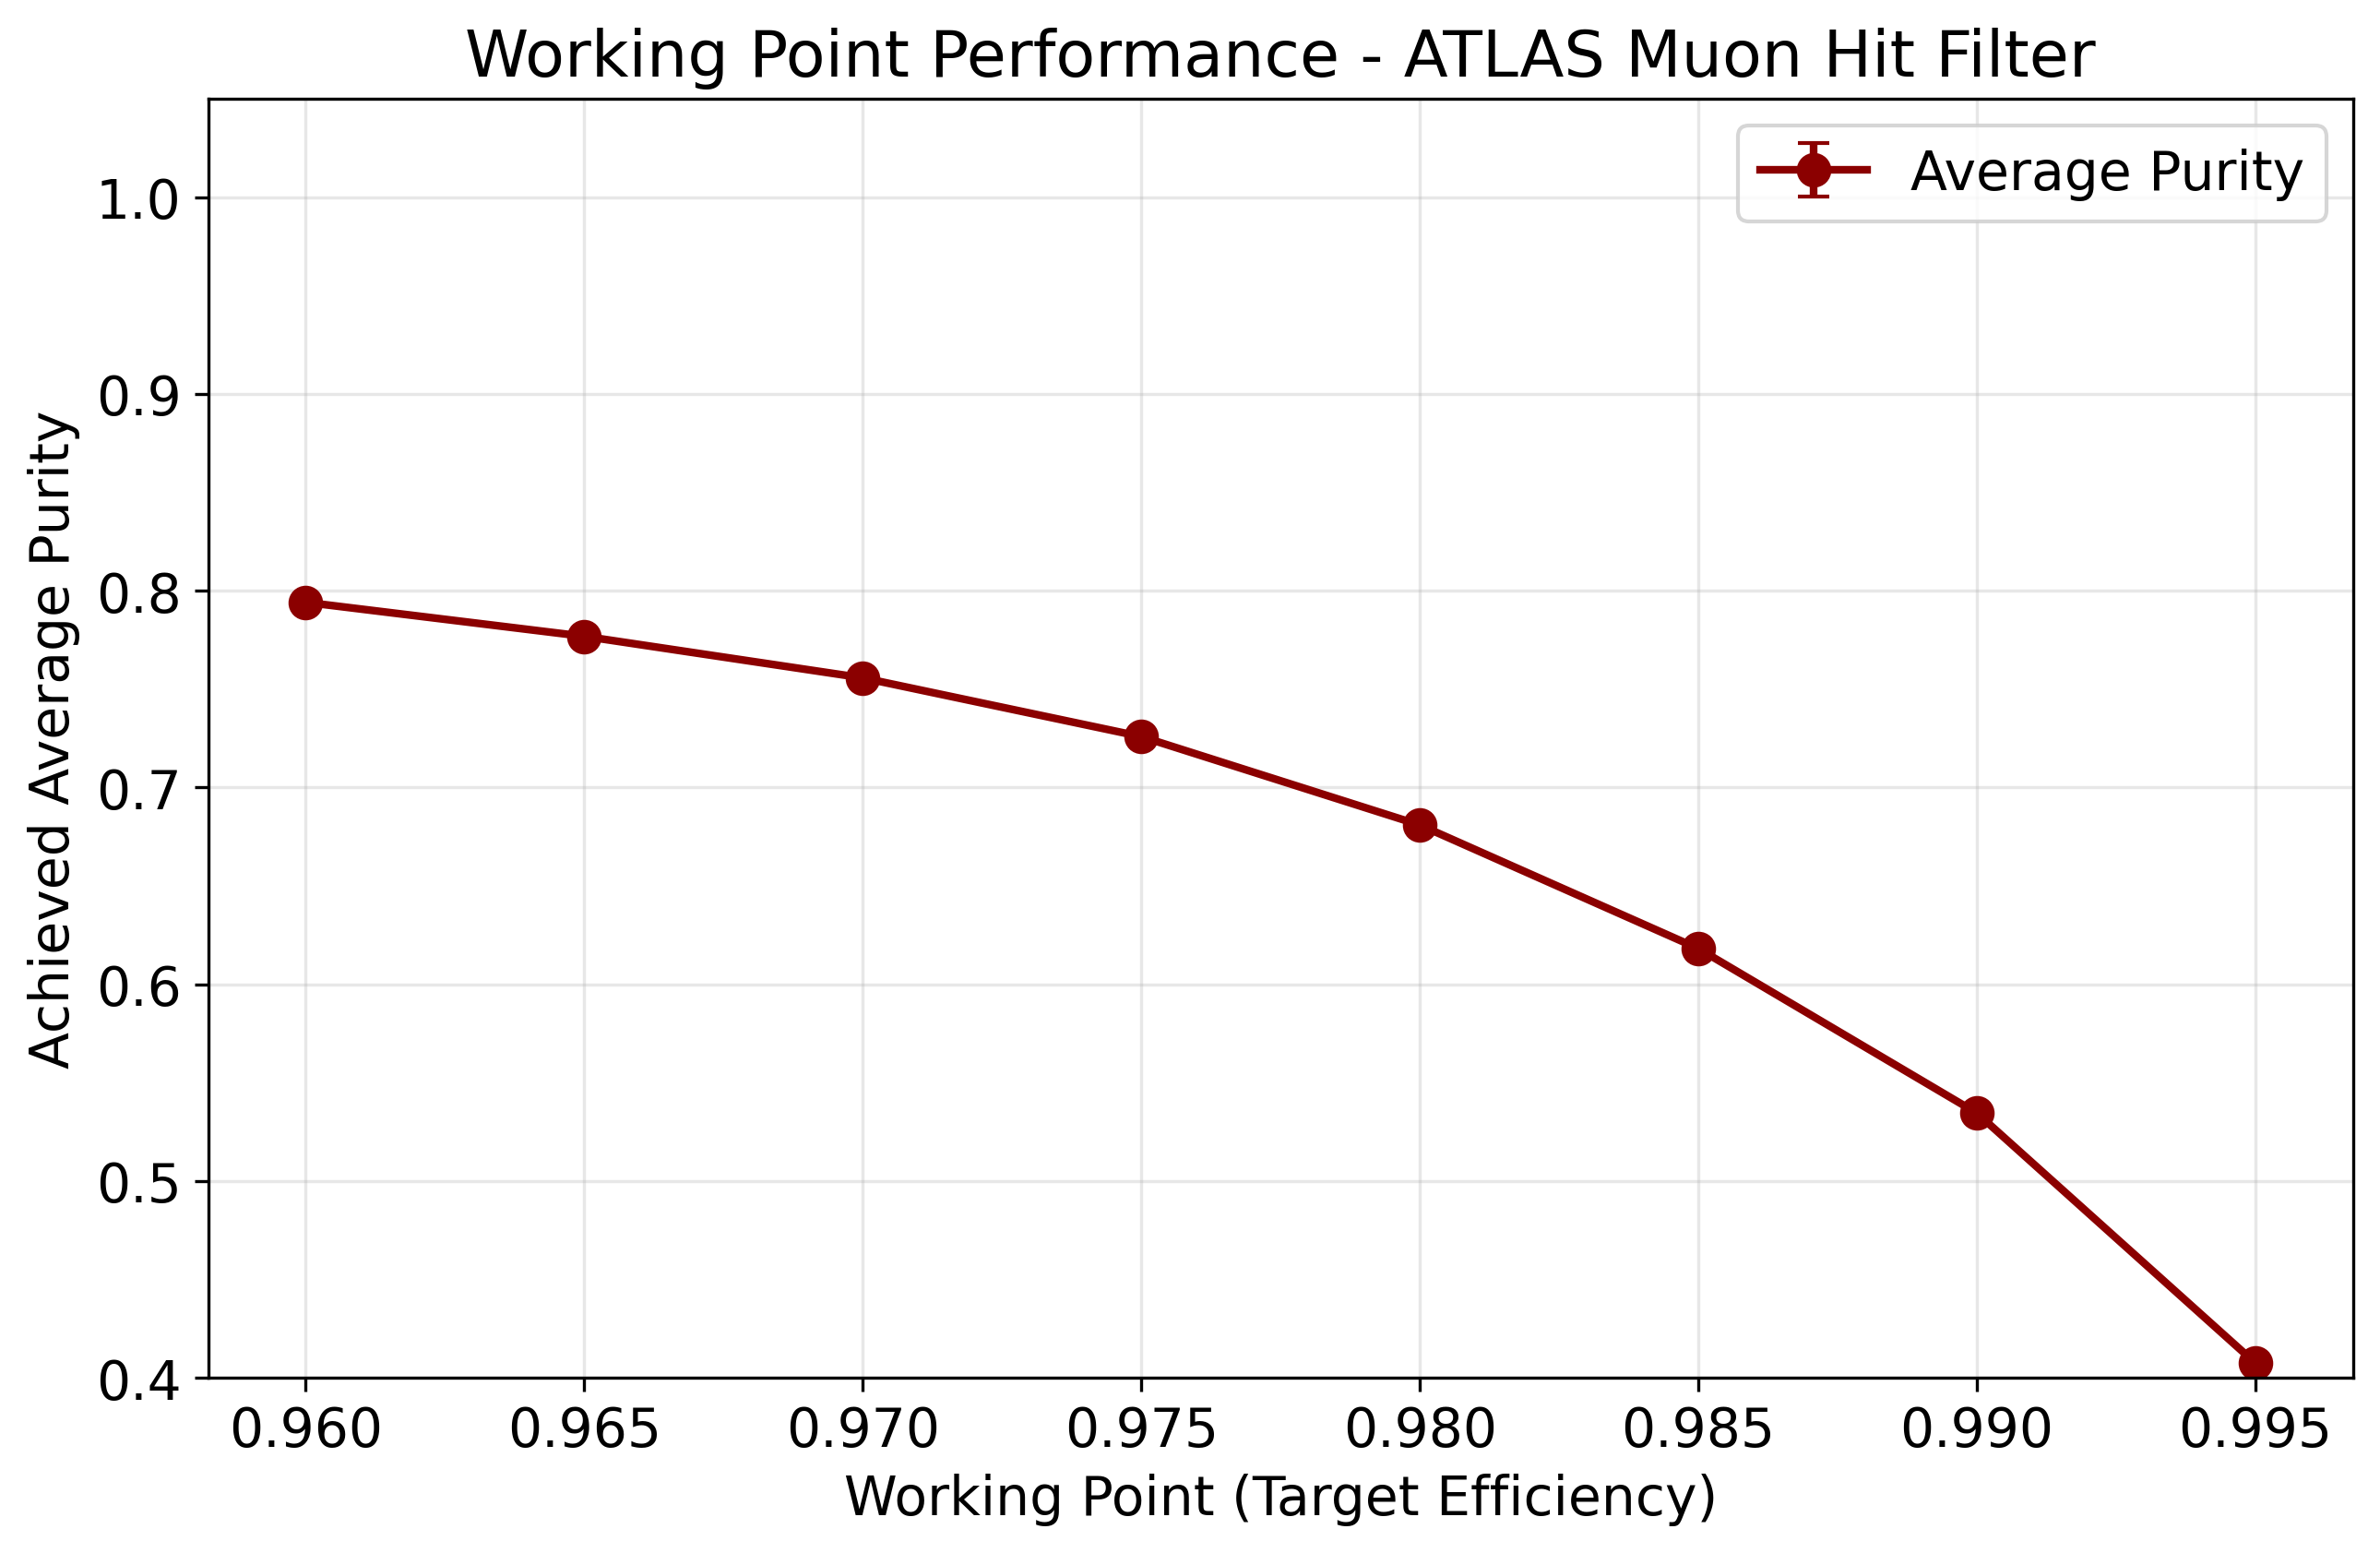 Working Point Performance - ATLAS Muon Hit Filter
Average Purity
Achieved Average Purity
1.0
0.9
0.8
0.7
0.6
0.5
0.4
0.960 0.965 0.970 0.975 0.980 0.985 0.990 0.995
Working Point (Target Efficiency)